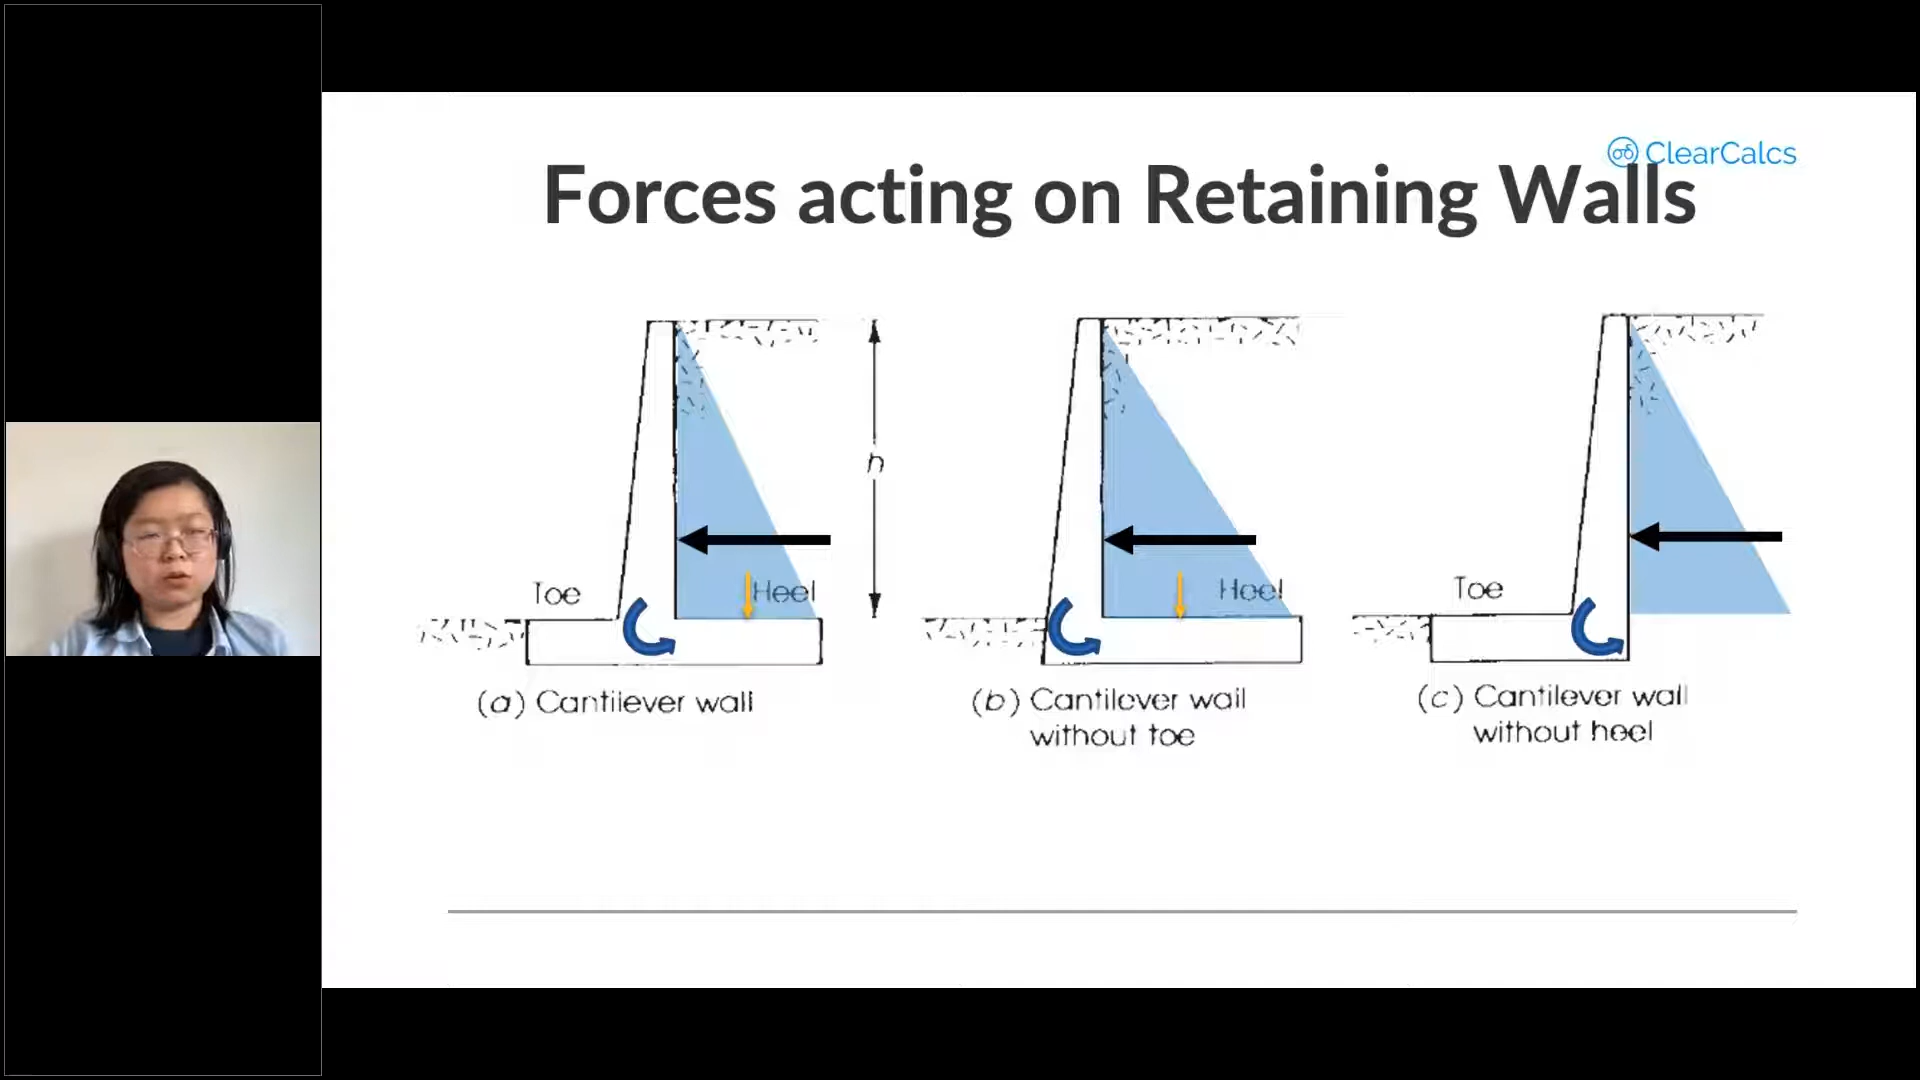 ClearCalcs
Forces acting on Retaining Walls
h
Toe
Heel
Heel
Toe
(a) Cantilever wall
(b) Cantilever wall
without toe
(c) Cantilever wall
without heel